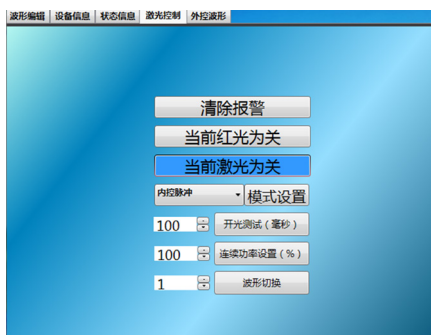 波形编辑 设备信息 状态信息 激光控制 外控波形
清除报警
当前红光为关
当前激光为关
内控脉冲 模式设置
100 开光测试（毫秒）
100 连续功率设置（%）
1 波形切换